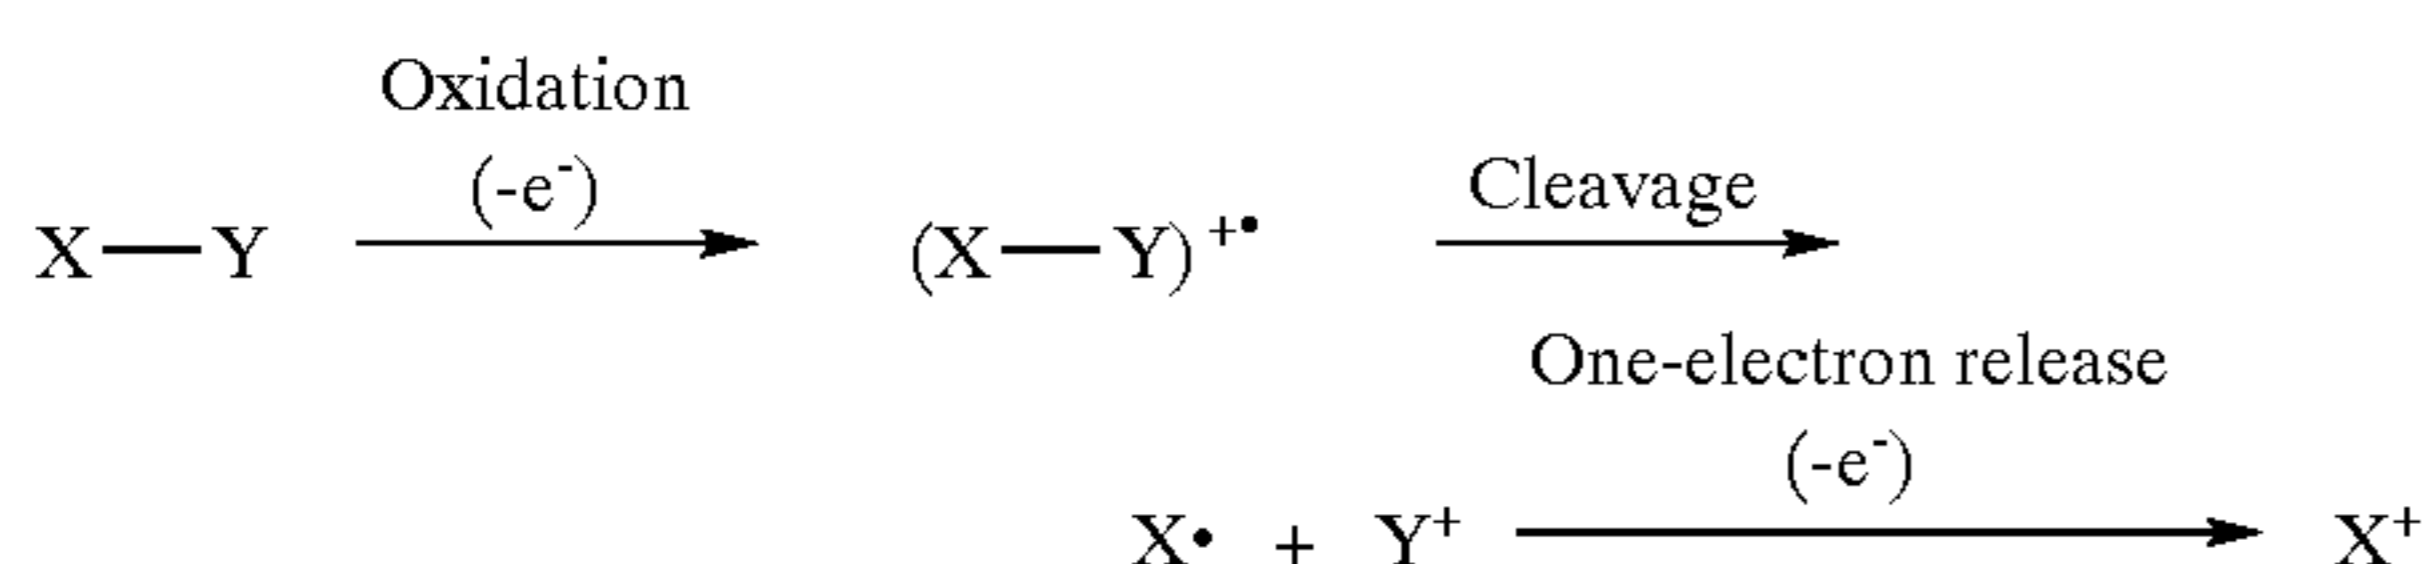 Oxidation
(-e⁻)
X—Y (X—Y)⁺• Cleavage
One-electron release
(-e⁻)
X• + Y⁺ X⁺